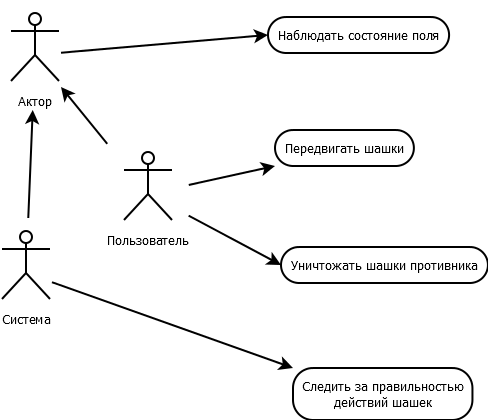 Наблюдать состояние поля
Актор
Передвигать шашки
Пользователь
Уничтожать шашки противника
Система
Следить за правильностью
действий шашек